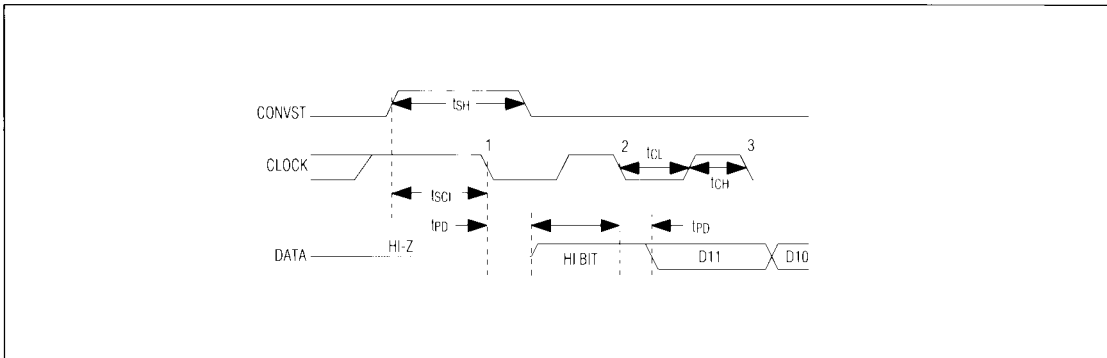 CONVST
tSH
CLOCK
1
2
tCL
3
tCH
tSCI
tPD
tPD
DATA
HI-Z
HI BIT
D11
D10